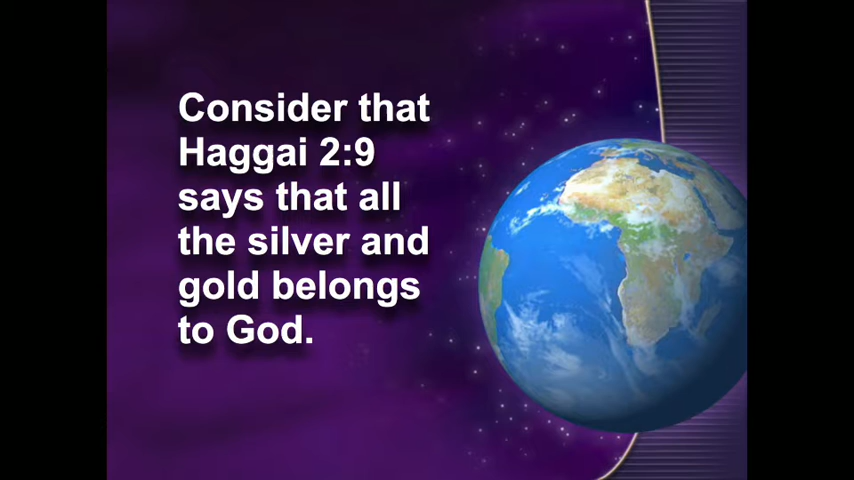 Consider that
Haggai 2:9
says that all
the silver and
gold belongs
to God.